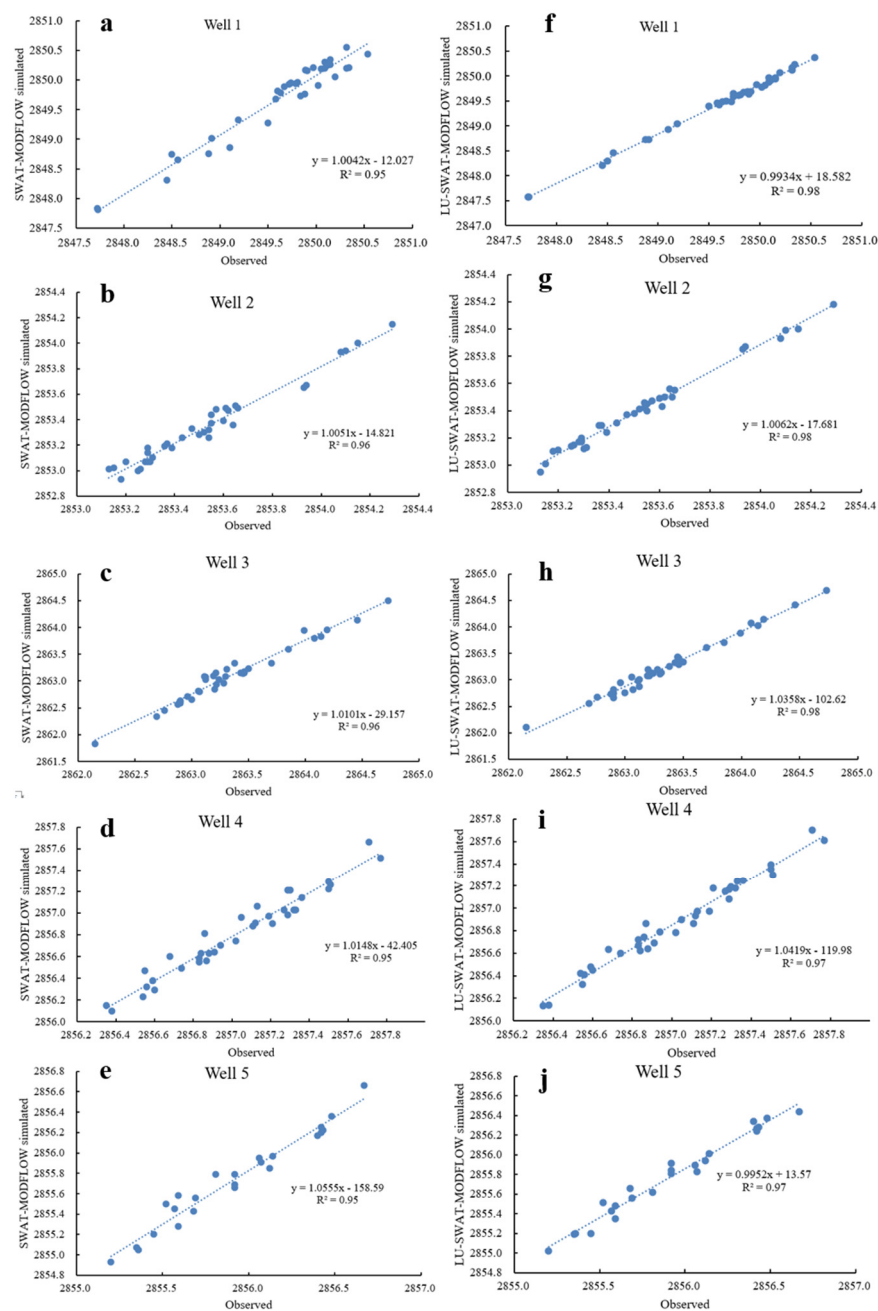 a
Well 1
SWAT-MODFLOW simulated
2851.0
2850.5
2850.0
2849.5
2849.0
2848.5
2848.0
2847.5
y = 1.0042x - 12.027
R² = 0.95
2847.5 2848.0 2848.5 2849.0 2849.5 2850.0 2850.5 2851.0
Observed
f
Well 1
LU-SWAT-MODFLOW simulated
2851.0
2850.5
2850.0
2849.5
2849.0
2848.5
2848.0
2847.5
2847.0
y = 0.9934x + 18.582
R² = 0.98
2847.5 2848.0 2848.5 2849.0 2849.5 2850.0 2850.5 2851.0
Observed
b
Well 2
SWAT-MODFLOW simulated
2854.4
2854.2
2854.0
2853.8
2853.6
2853.4
2853.2
2853.0
2852.8
y = 1.0051x - 14.821
R² = 0.96
2853.0 2853.2 2853.4 2853.6 2853.8 2854.0 2854.2 2854.4
Observed
g
Well 2
LU-SWAT-MODFLOW simulated
2854.4
2854.2
2854.0
2853.8
2853.6
2853.4
2853.2
2853.0
2852.8
y = 1.0062x - 17.681
R² = 0.98
2853.0 2853.2 2853.4 2853.6 2853.8 2854.0 2854.2 2854.4
Observed
c
Well 3
SWAT-MODFLOW simulated
2865.0
2864.5
2864.0
2863.5
2863.0
2862.5
2862.0
2861.5
y = 1.0101x - 29.157
R² = 0.96
2862.0 2862.5 2863.0 2863.5 2864.0 2864.5 2865.0
Observed
h
Well 3
LU-SWAT-MODFLOW simulated
2865.0
2864.5
2864.0
2863.5
2863.0
2862.5
2862.0
2861.5
y = 1.0358x - 102.62
R² = 0.98
2862.0 2862.5 2863.0 2863.5 2864.0 2864.5 2865.0
Observed
d
Well 4
SWAT-MODFLOW simulated
2857.8
2857.6
2857.4
2857.2
2857.0
2856.8
2856.6
2856.4
2856.2
2856.0
y = 1.0148x - 42.405
R² = 0.95
2856.2 2856.4 2856.6 2856.8 2857.0 2857.2 2857.4 2857.6 2857.8
Observed
i
Well 4
LU-SWAT-MODFLOW simulated
2857.8
2857.6
2857.4
2857.2
2857.0
2856.8
2856.6
2856.4
2856.2
2856.0
y = 1.0419x - 119.98
R² = 0.97
2856.2 2856.4 2856.6 2856.8 2857.0 2857.2 2857.4 2857.6 2857.8
Observed
e
Well 5
SWAT-MODFLOW simulated
2856.8
2856.6
2856.4
2856.2
2856.0
2855.8
2855.6
2855.4
2855.2
2855.0
2854.8
y = 1.0555x - 158.59
R² = 0.95
2855.0 2855.5 2856.0 2856.5 2857.0
Observed
j
Well 5
LU-SWAT-MODFLOW simulated
2856.8
2856.6
2856.4
2856.2
2856.0
2855.8
2855.6
2855.4
2855.2
2855.0
2854.8
y = 0.9952x + 13.57
R² = 0.97
2855.0 2855.5 2856.0 2856.5 2857.0
Observed